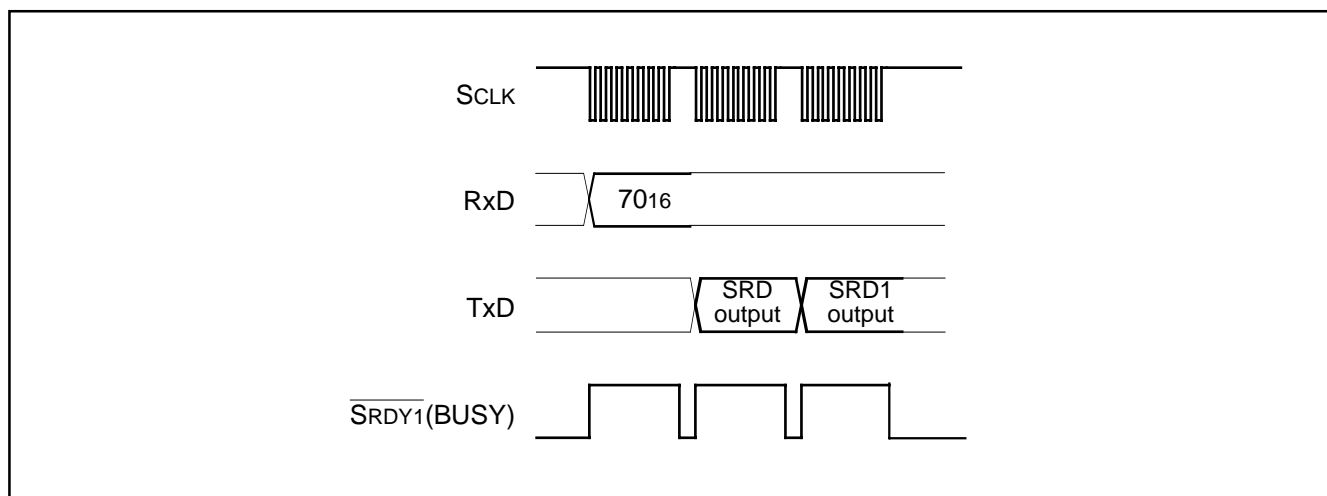 SCLK
RxD
7016
TxD
SRD
output
SRD1
output
SRDY1(BUSY)